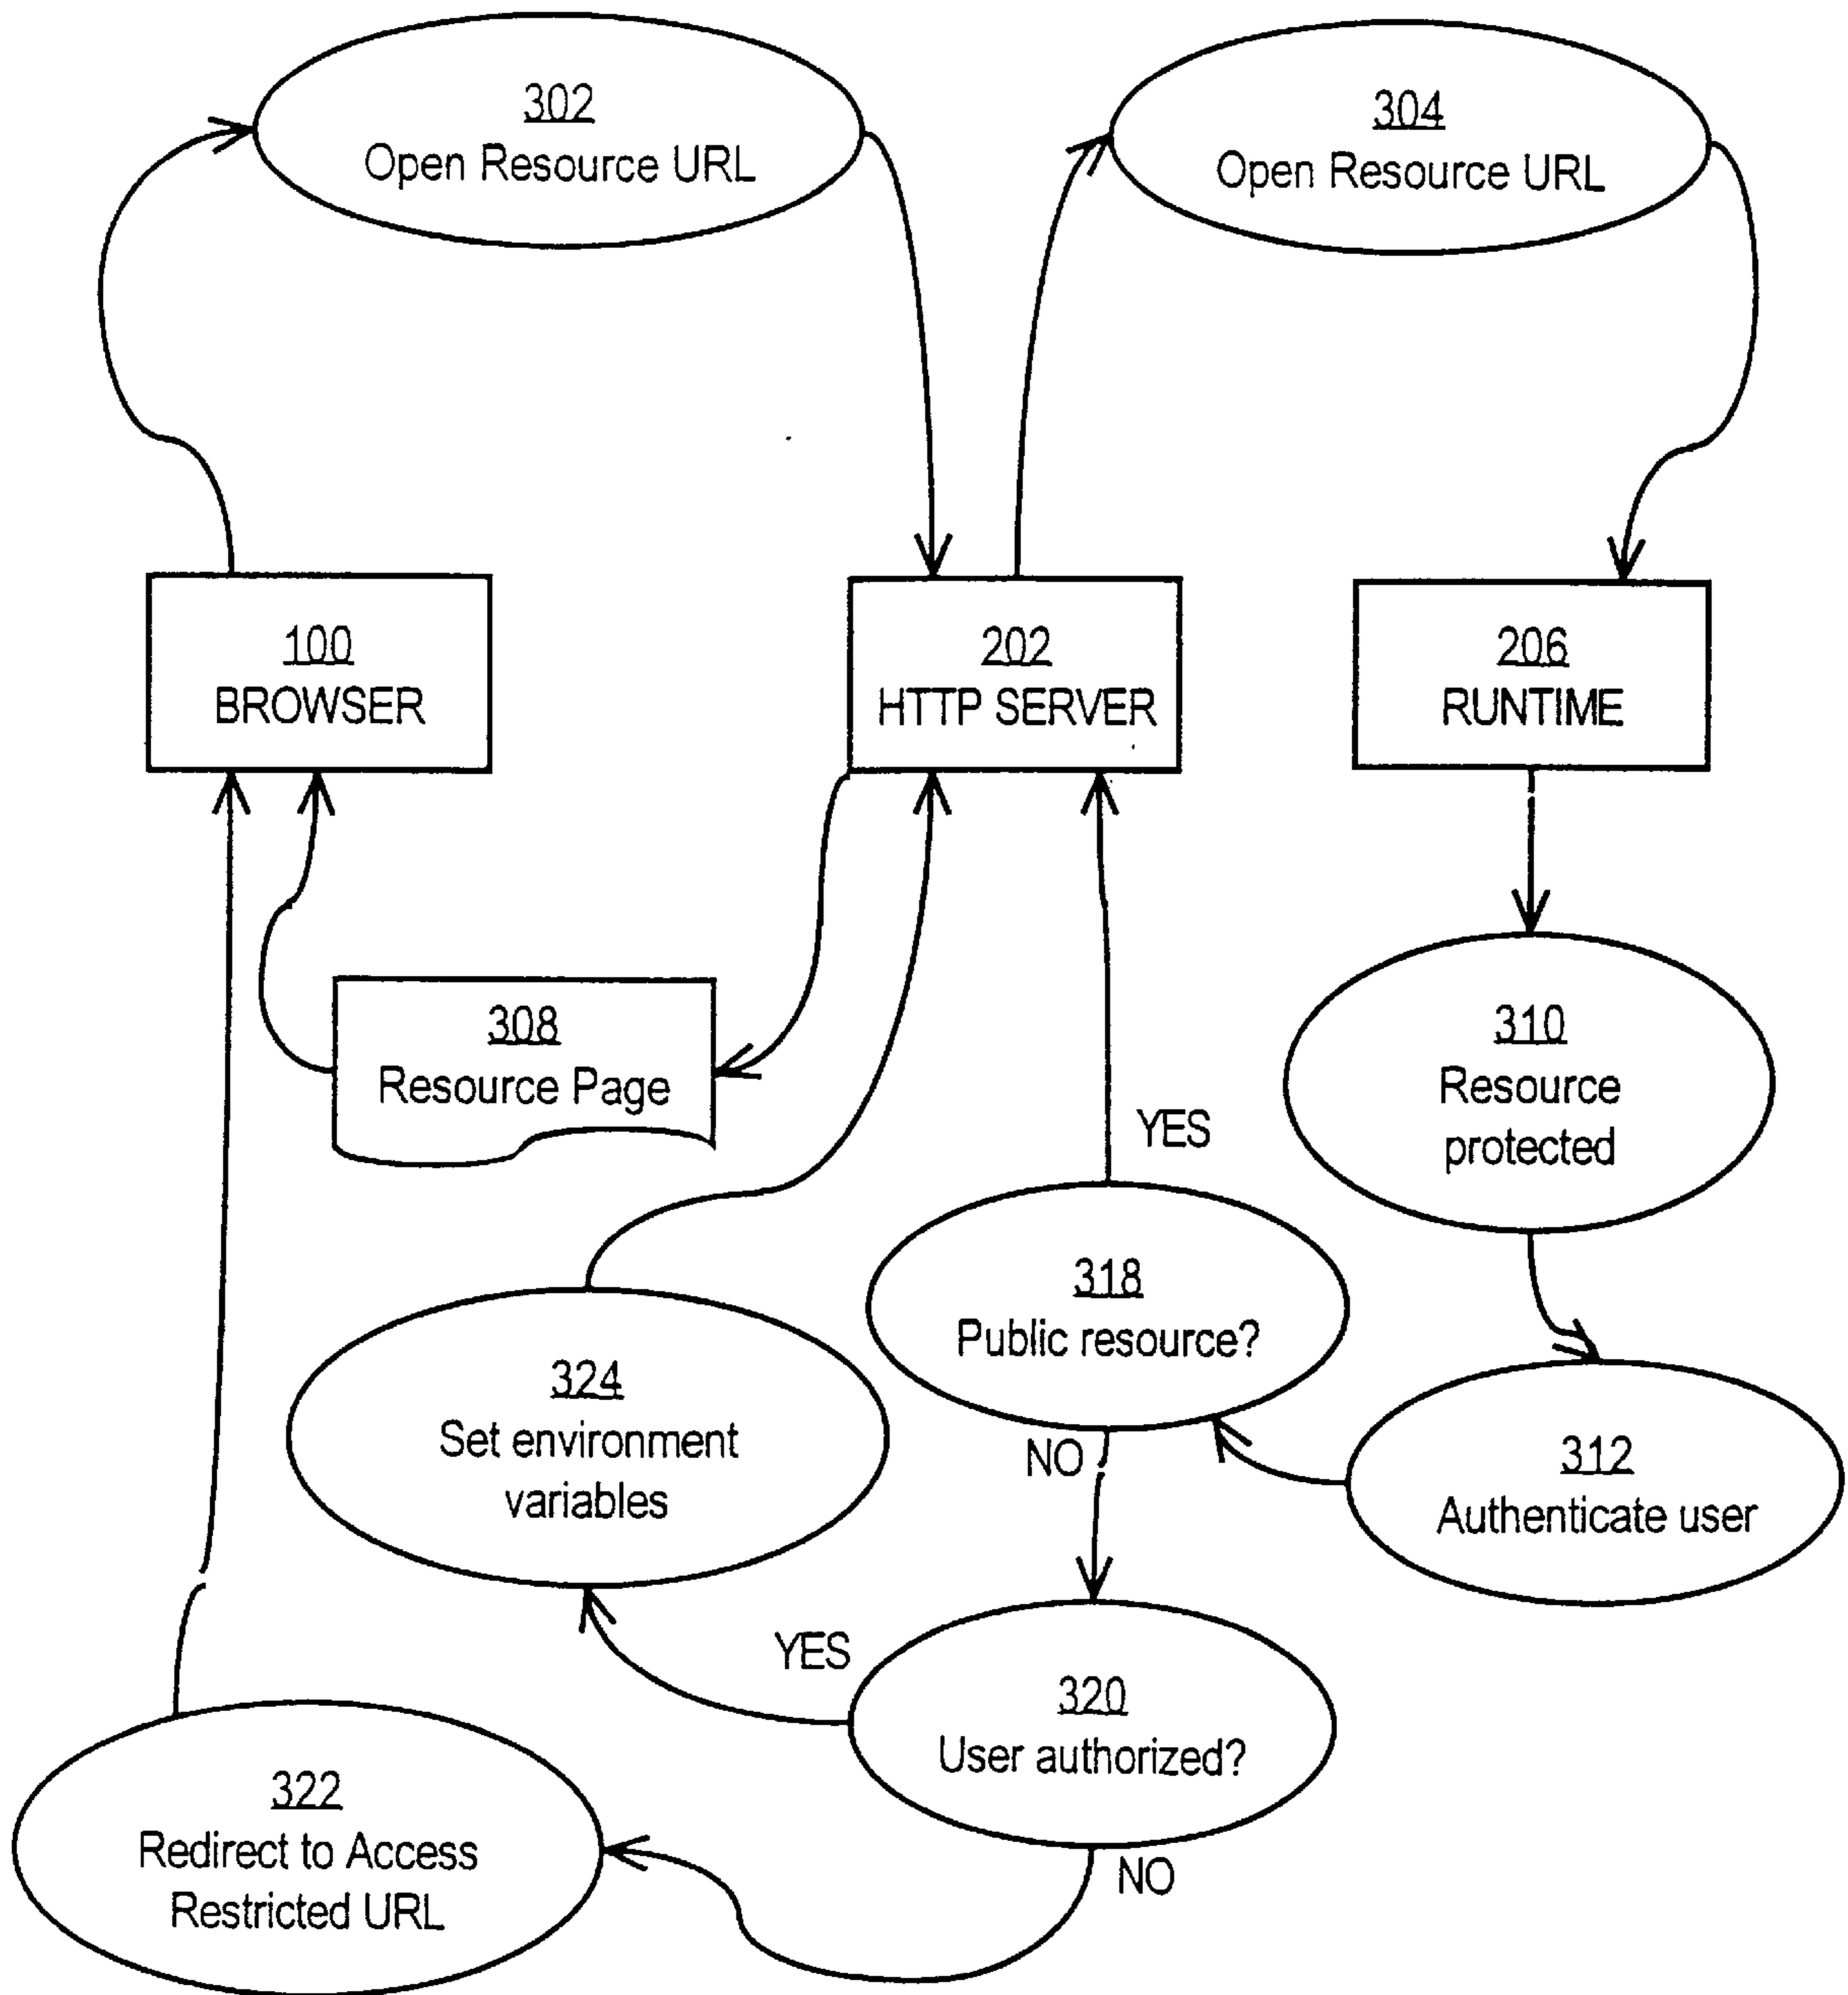 302
Open Resource URL
304
Open Resource URL
100
BROWSER
202
HTTP SERVER
206
RUNTIME
308
Resource Page
310
Resource
protected
YES
318
Public resource?
324
Set environment
variables
NO
312
Authenticate user
YES
320
User authorized?
322
Redirect to Access
Restricted URL
NO